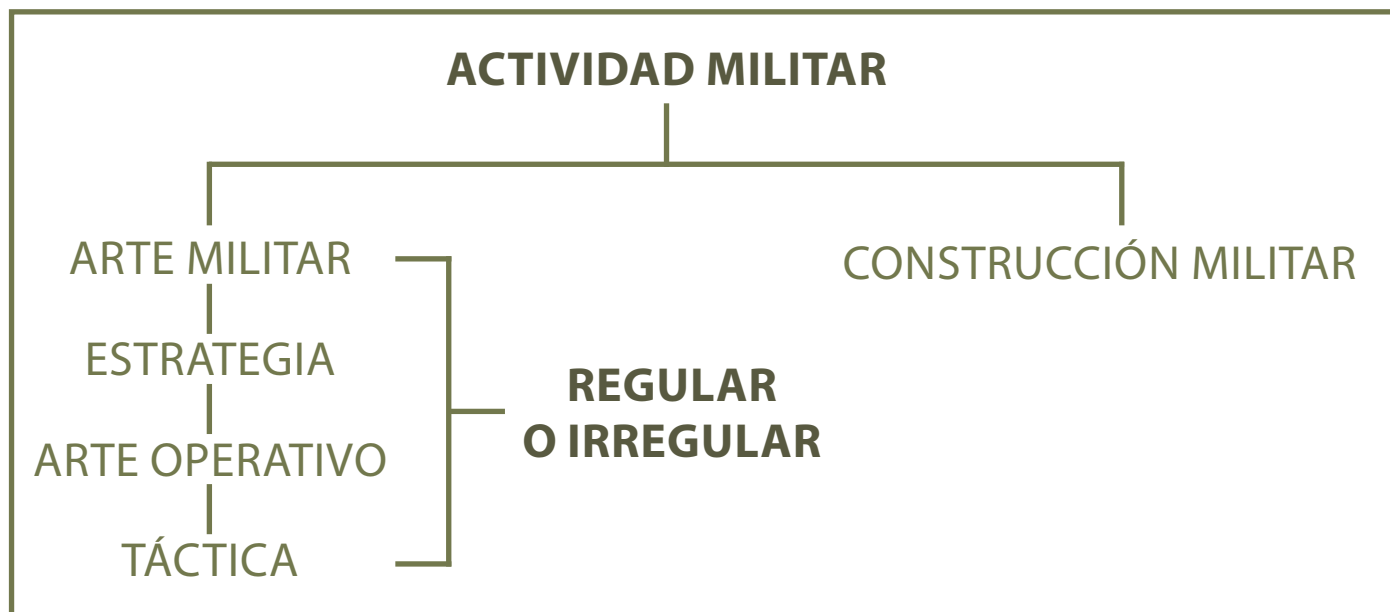 ACTIVIDAD MILITAR
ARTE MILITAR
CONSTRUCCIÓN MILITAR
ESTRATEGIA
REGULAR
O IRREGULAR
ARTE OPERATIVO
TÁCTICA